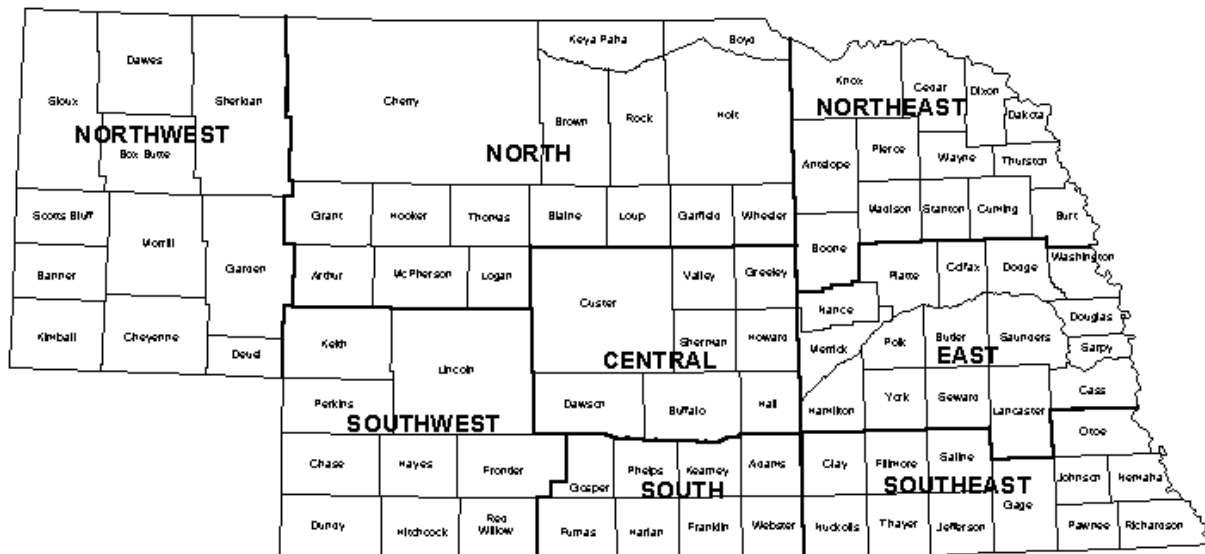 Keya Paha
Boyd
Dawes
Knox
Cedar
Dixon
Sioux
Sheridan
Cherry
NORTHEAST
Dakota
NORTHWEST
Brown
Rock
Holt
Box Butte
NORTH
Pierce
Wayne
Thurston
Antelope
Scotts Bluff
Grant
Hooker
Thomas
Blaine
Loup
Garfield
Wheeler
Madison
Stanton
Cuming
Burt
Morrill
Boone
Washington
Banner
Garden
Arthur
McPherson
Logan
Valley
Greeley
Platte
Colfax
Dodge
Custer
Nance
Douglas
Kimball
Cheyenne
Deuel
Keith
Lincoln
Sherman
Howard
Merrick
Polk
Butler
Saunders
Sarpy
CENTRAL
EAST
Perkins
Dawson
Buffalo
Hall
Hamilton
York
Seward
Lancaster
Cass
SOUTHWEST
Otoe
Chase
Hayes
Fronder
Gosper
Phelps
Kearney
Adams
Clay
Fillmore
Saline
SOUTH
SOUTHEAST
Johnson
Nemaha
Gage
Dundy
Hitchcock
Red
Willow
Furnas
Harlan
Franklin
Webster
Nuckolls
Thayer
Jefferson
Pawnee
Richardson